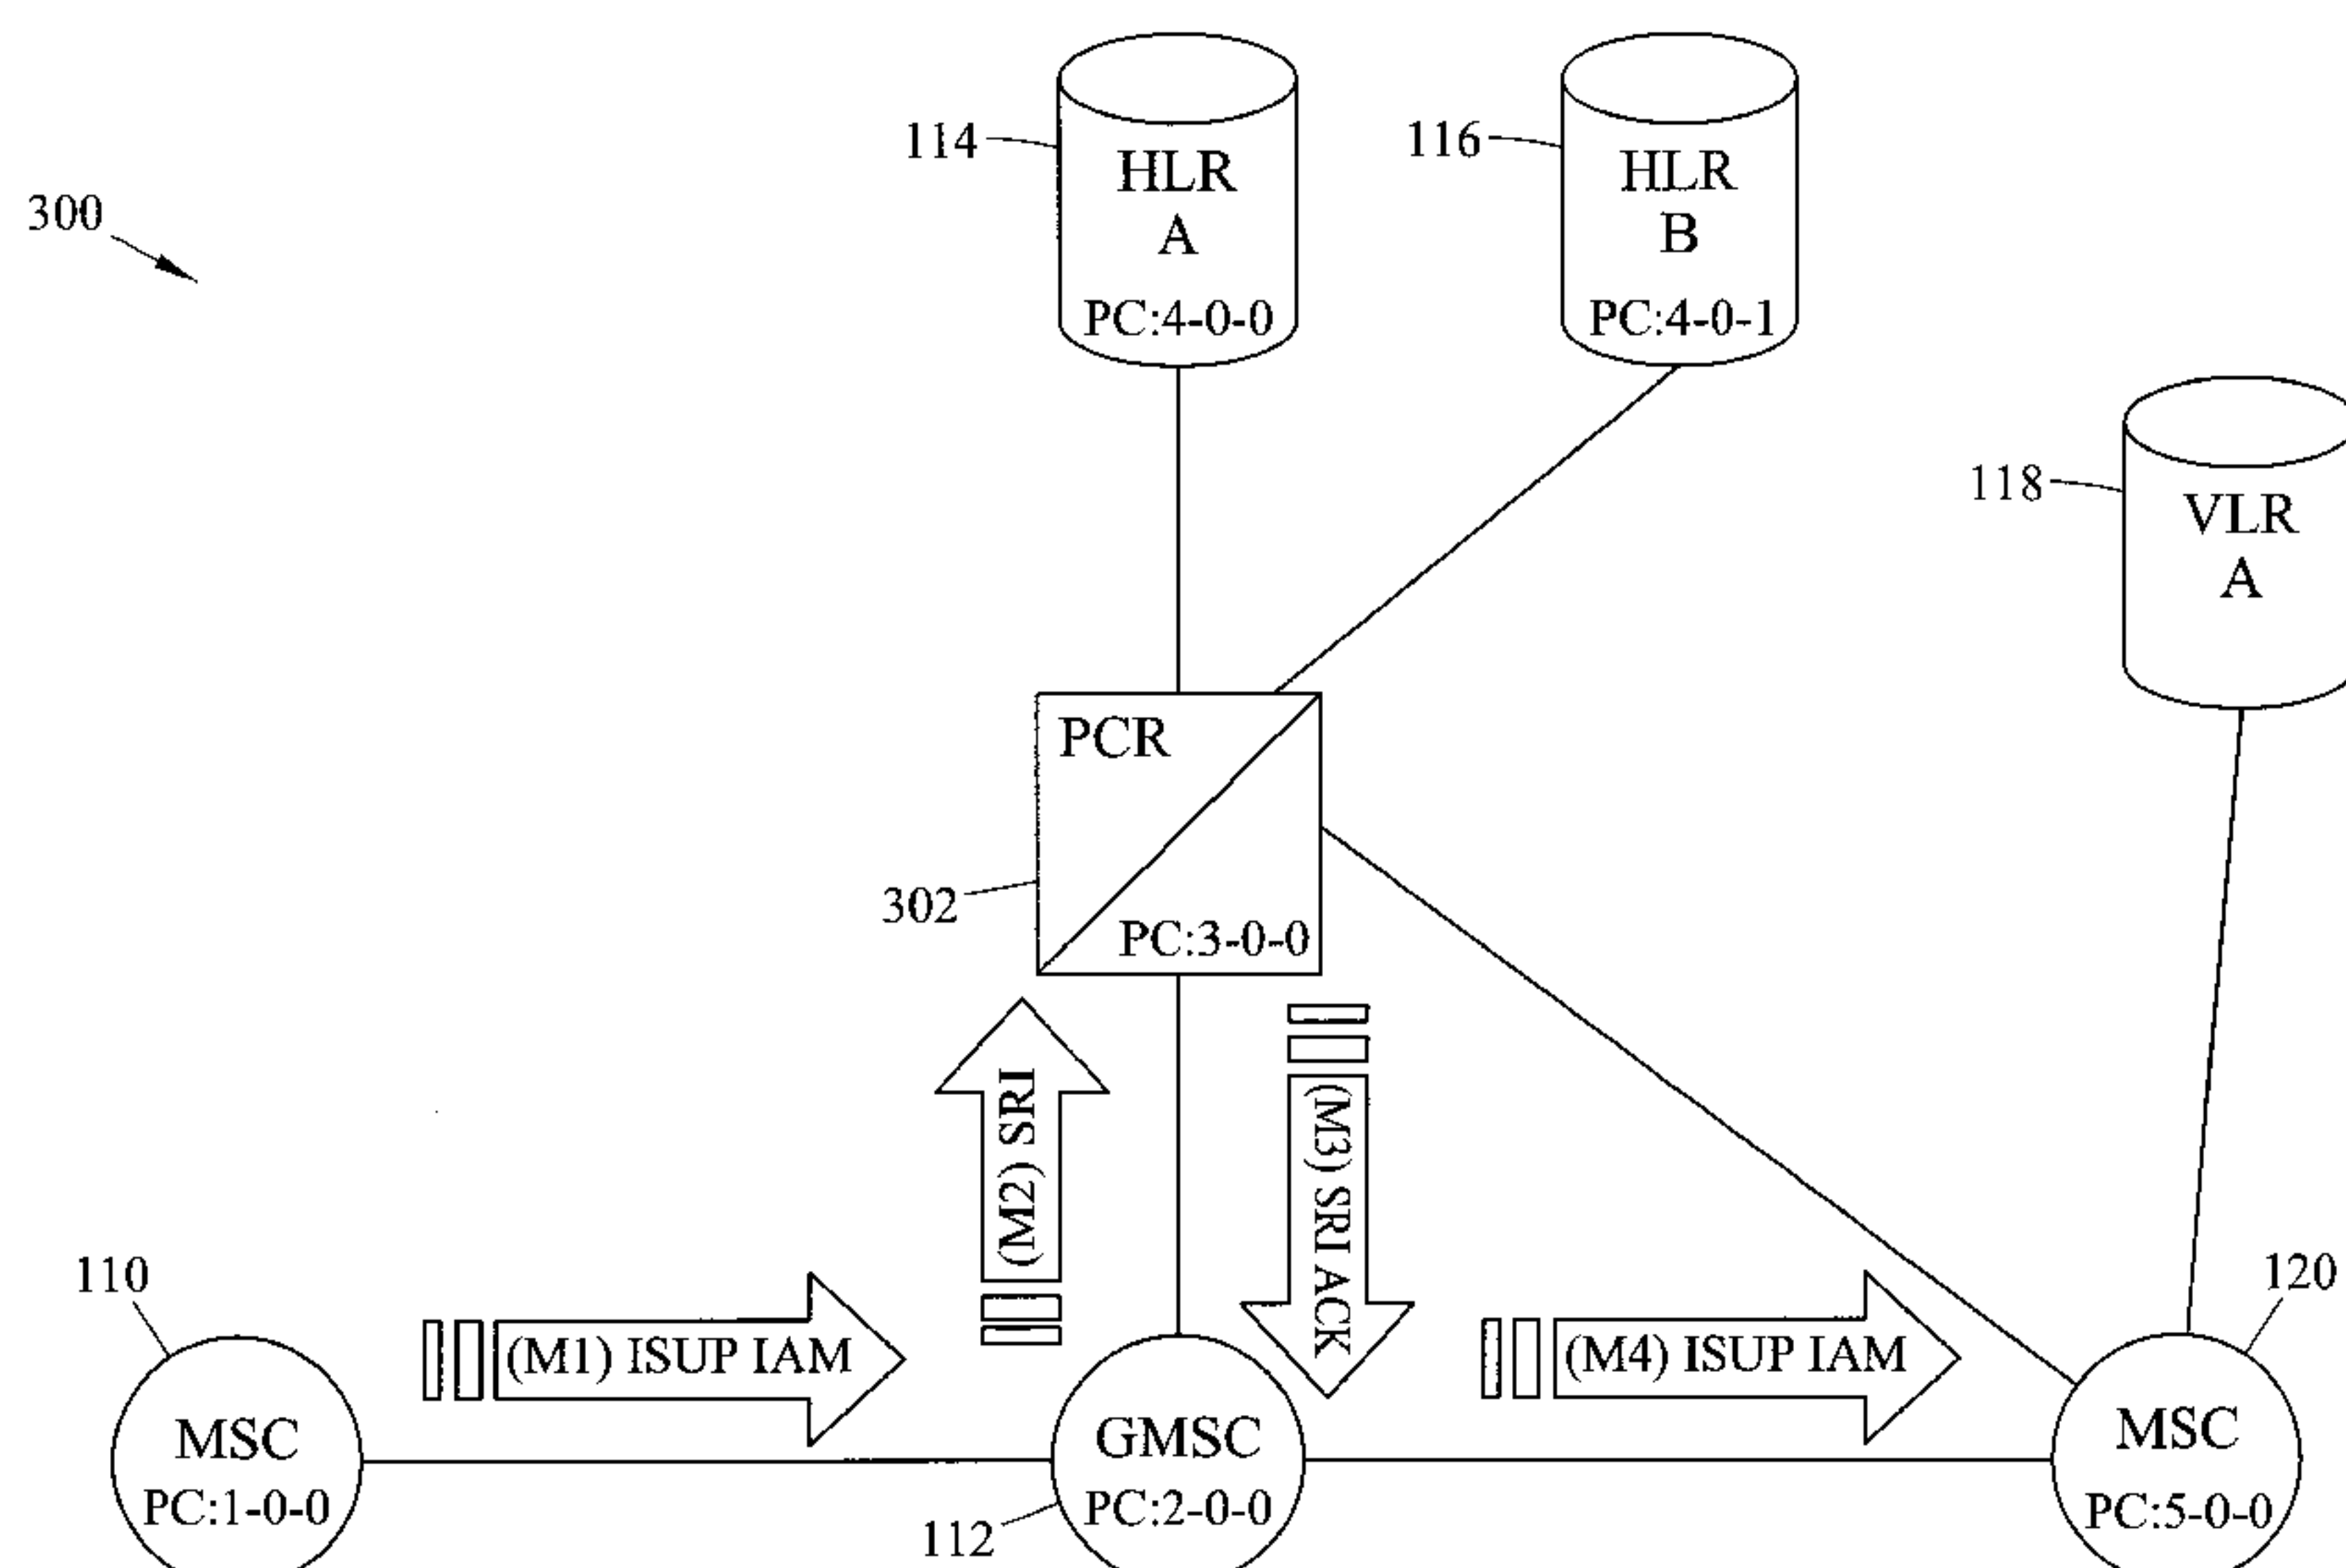 300
114
HLR
A
PC:4-0-0
116
HLR
B
PC:4-0-1
118
VLR
A
PCR
302
PC:3-0-0
(M2) SRI
(M3) SRI ACK
110
(M1) ISUP IAM
(M4) ISUP IAM
120
MSC
PC:1-0-0
GMSC
PC:2-0-0
112
MSC
PC:5-0-0